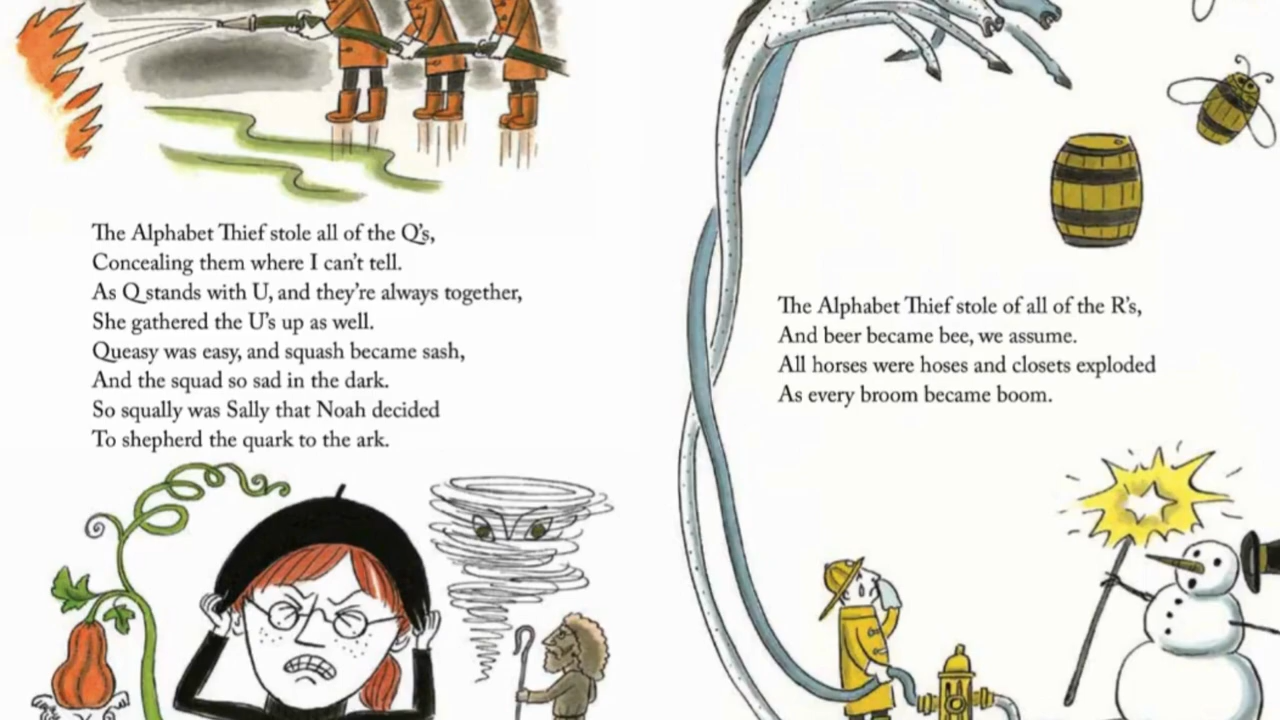 The Alphabet Thief stole all of the Q's,
Concealing them where I can't tell.
As Q stands with U, and they're always together,
She gathered the U's up as well.
Queasy was easy, and squash became sash,
And the squad so sad in the dark.
So squally was Sally that Noah decided
To shepherd the quark to the ark.
The Alphabet Thief stole of all of the R's,
And beer became bee, we assume.
All horses were hoses and closets exploded
As every broom became boom.